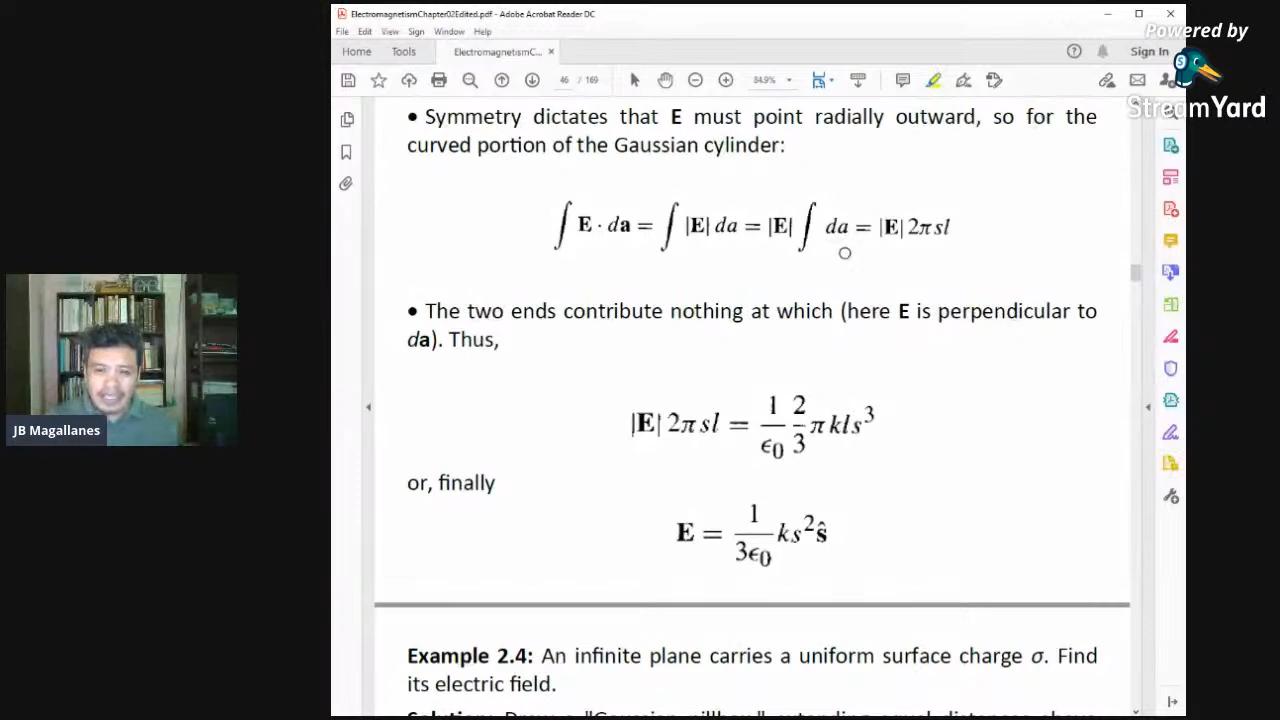 ElectromagnetismChapter02Edited.pdf - Adobe Acrobat Reader DC
File Edit View Sign Window Help
Home Tools ElectromagnetismC... × Sign In
46 / 169 84.9%
Powered by
StreamYard
• Symmetry dictates that E must point radially outward, so for the
curved portion of the Gaussian cylinder:
∫ E · da = ∫ |E| da = |E| ∫ da = |E| 2πsl
• The two ends contribute nothing at which (here E is perpendicular to
da). Thus,
|E| 2πsl = 1/ϵ0 2/3 πkls³
or, finally
E = 1/3ϵ0 ks² ŝ
Example 2.4: An infinite plane carries a uniform surface charge σ. Find
its electric field.
JB Magallanes